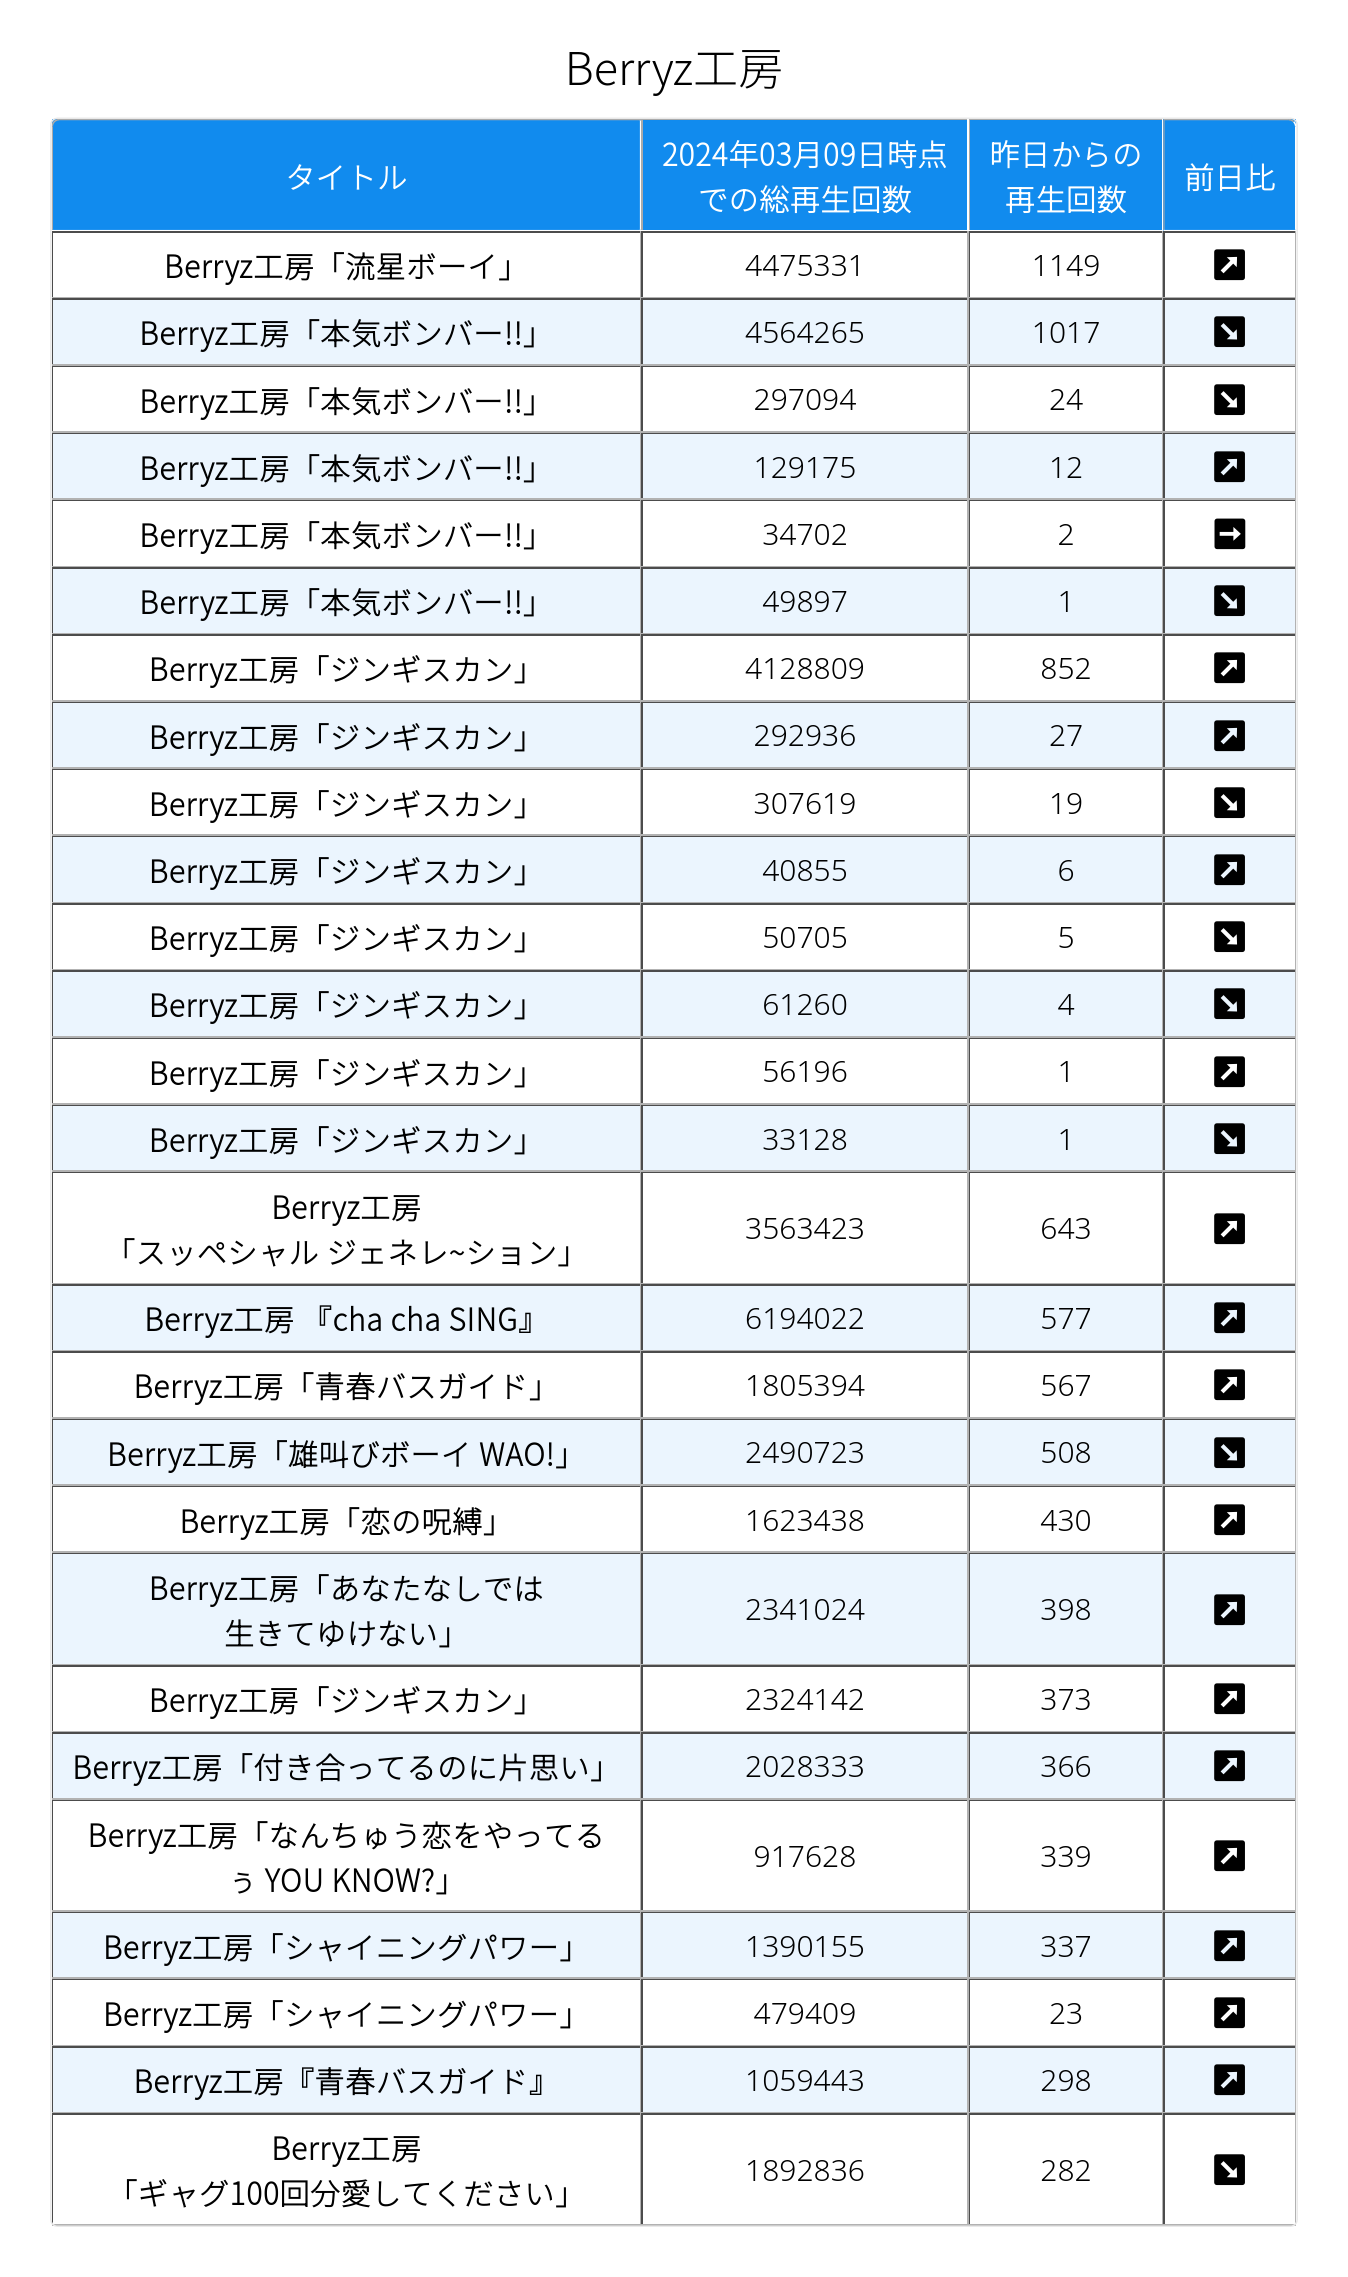 Berryz工房
タイトル
2024年03月09日時点
での総再生回数
昨日からの
再生回数
前日比
Berryz工房「流星ボーイ」 4475331 1149 ↗
Berryz工房「本気ボンバー!!」 4564265 1017 ↘
Berryz工房「本気ボンバー!!」 297094 24 ↘
Berryz工房「本気ボンバー!!」 129175 12 ↗
Berryz工房「本気ボンバー!!」 34702 2 →
Berryz工房「本気ボンバー!!」 49897 1 ↘
Berryz工房「ジンギスカン」 4128809 852 ↗
Berryz工房「ジンギスカン」 292936 27 ↗
Berryz工房「ジンギスカン」 307619 19 ↘
Berryz工房「ジンギスカン」 40855 6 ↗
Berryz工房「ジンギスカン」 50705 5 ↘
Berryz工房「ジンギスカン」 61260 4 ↘
Berryz工房「ジンギスカン」 56196 1 ↗
Berryz工房「ジンギスカン」 33128 1 ↘
Berryz工房
「スッペシャル ジェネレ~ション」 3563423 643 ↗
Berryz工房 『cha cha SING』 6194022 577 ↗
Berryz工房「青春バスガイド」 1805394 567 ↗
Berryz工房「雄叫びボーイ WAO!」 2490723 508 ↘
Berryz工房「恋の呪縛」 1623438 430 ↗
Berryz工房「あなたなしでは
生きてゆけない」 2341024 398 ↗
Berryz工房「ジンギスカン」 2324142 373 ↗
Berryz工房「付き合ってるのに片思い」 2028333 366 ↗
Berryz工房「なんちゅう恋をやってる
ぅ YOU KNOW?」 917628 339 ↗
Berryz工房「シャイニングパワー」 1390155 337 ↗
Berryz工房「シャイニングパワー」 479409 23 ↗
Berryz工房『青春バスガイド』 1059443 298 ↗
Berryz工房
「ギャグ100回分愛してください」 1892836 282 ↘